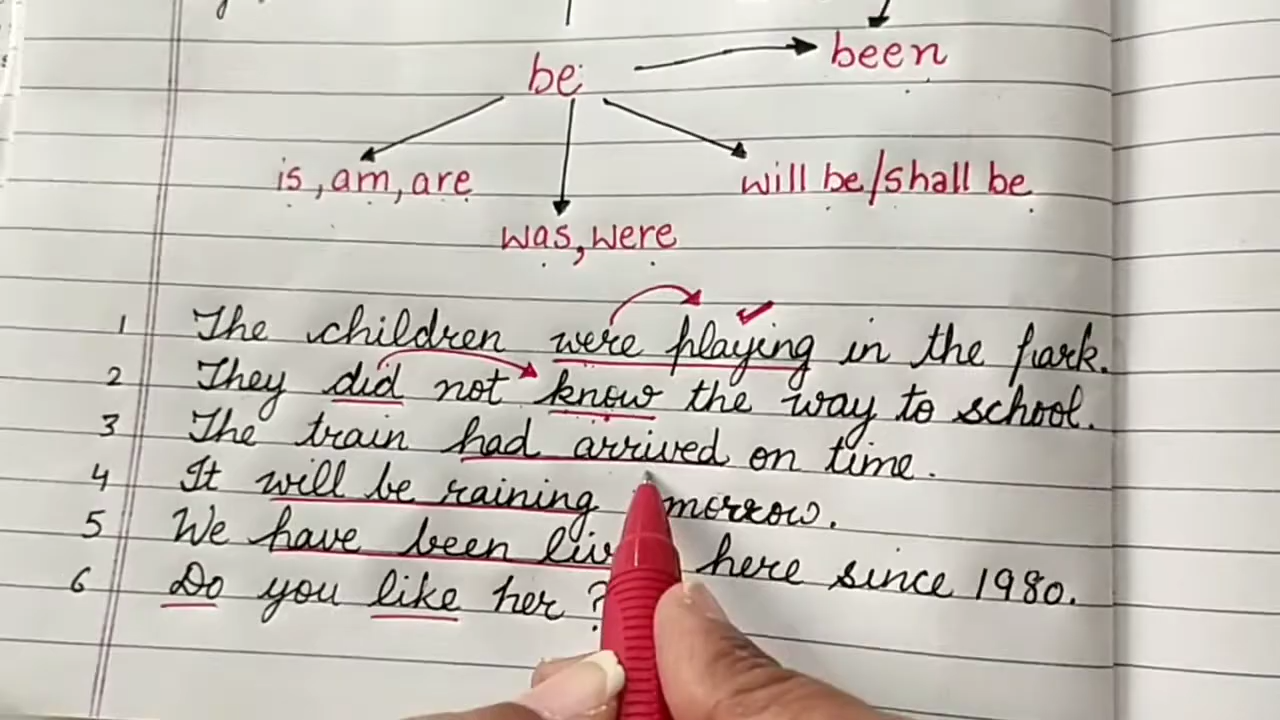 be
been
is, am, are
will be/shall be
was, were
1 The children were playing in the park.
2 They did not know the way to school.
3 The train had arrived on time.
4 It will be raining morrow.
5 We have been liv here since 1980.
6 Do you like her ?